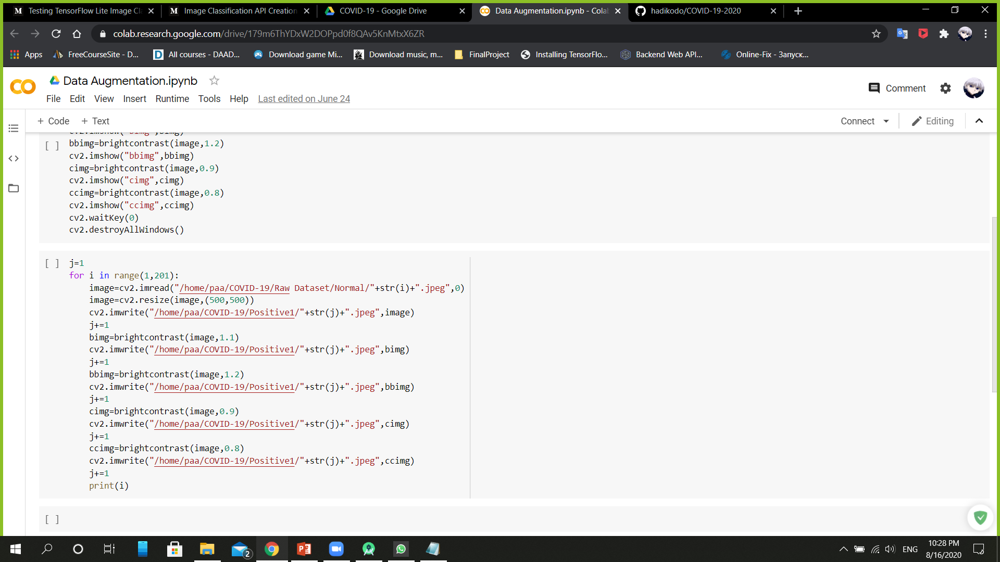 Testing TensorFlow Lite Image Cl
Image Classification API Creation
COVID-19 - Google Drive
Data Augmentation.ipynb - Colab
hadikodo/COVID-19-2020
colab.research.google.com/drive/179m6ThYDxW2DOPpd0f8QAv5KnMtxX6ZR
Apps
FreeCourseSite - D...
All courses - DAAD...
Download game Mi...
Download music, m...
FinalProject
Installing TensorFlo...
Backend Web API...
Online-Fix - Запуск...
Data Augmentation.ipynb
Comment
File Edit View Insert Runtime Tools Help Last edited on June 24
+ Code + Text
Connect
Editing
[ ] bbimg=brightcontrast(image,1.2)
cv2.imshow("bbimg",bbimg)
cimg=brightcontrast(image,0.9)
cv2.imshow("cimg",cimg)
ccimg=brightcontrast(image,0.8)
cv2.imshow("ccimg",ccimg)
cv2.waitKey(0)
cv2.destroyAllWindows()
[ ] j=1
for i in range(1,201):
image=cv2.imread("/home/paa/COVID-19/Raw Dataset/Normal/"+str(i)+".jpeg",0)
image=cv2.resize(image,(500,500))
cv2.imwrite("/home/paa/COVID-19/Positive1/"+str(j)+".jpeg",image)
j+=1
bimg=brightcontrast(image,1.1)
cv2.imwrite("/home/paa/COVID-19/Positive1/"+str(j)+".jpeg",bimg)
j+=1
bbimg=brightcontrast(image,1.2)
cv2.imwrite("/home/paa/COVID-19/Positive1/"+str(j)+".jpeg",bbimg)
j+=1
cimg=brightcontrast(image,0.9)
cv2.imwrite("/home/paa/COVID-19/Positive1/"+str(j)+".jpeg",cimg)
j+=1
ccimg=brightcontrast(image,0.8)
cv2.imwrite("/home/paa/COVID-19/Positive1/"+str(j)+".jpeg",ccimg)
j+=1
print(i)
[ ]
2
ENG
10:28 PM
8/16/2020